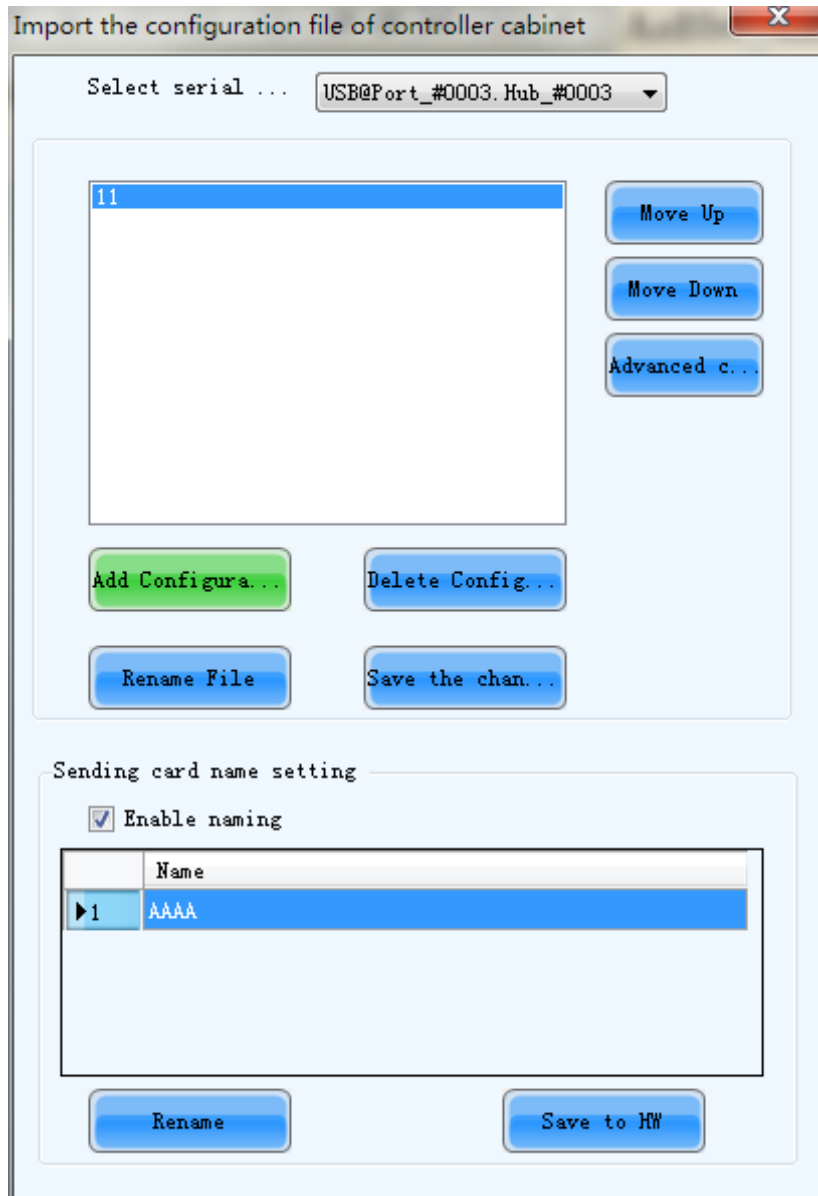 Import the configuration file of controller cabinet
Select serial ...
USB@Port_#0003.Hub_#0003
11
Move Up
Move Down
Advanced c...
Add Configura...
Delete Config...
Rename File
Save the chan...
Sending card name setting
Enable naming
Name
1
AAAA
Rename
Save to HW